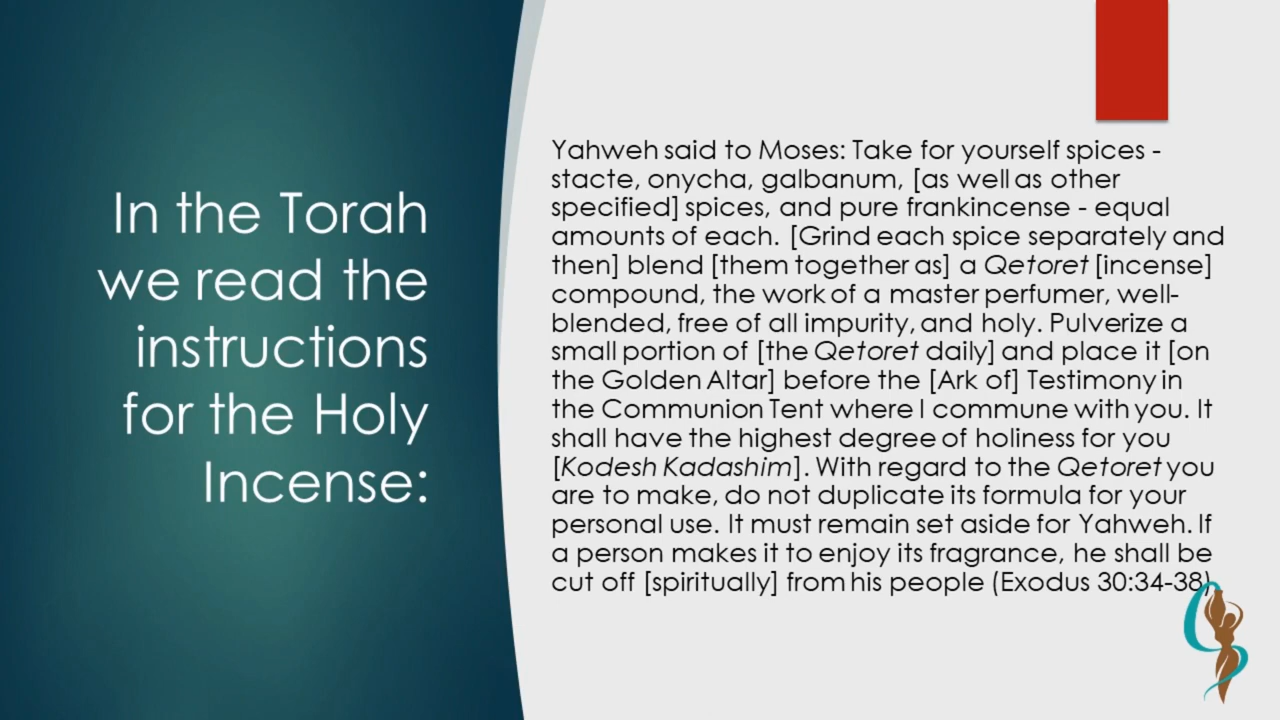 In the Torah
we read the
instructions
for the Holy
Incense:
Yahweh said to Moses: Take for yourself spices -
stacte, onycha, galbanum, [as well as other
specified] spices, and pure frankincense - equal
amounts of each. [Grind each spice separately and
then] blend [them together as] a Qetoret [incense]
compound, the work of a master perfumer, well-
blended, free of all impurity, and holy. Pulverize a
small portion of [the Qetoret daily] and place it [on
the Golden Altar] before the [Ark of] Testimony in
the Communion Tent where I commune with you. It
shall have the highest degree of holiness for you
[Kodesh Kadashim]. With regard to the Qetoret you
are to make, do not duplicate its formula for your
personal use. It must remain set aside for Yahweh. If
a person makes it to enjoy its fragrance, he shall be
cut off [spiritually] from his people (Exodus 30:34-38)